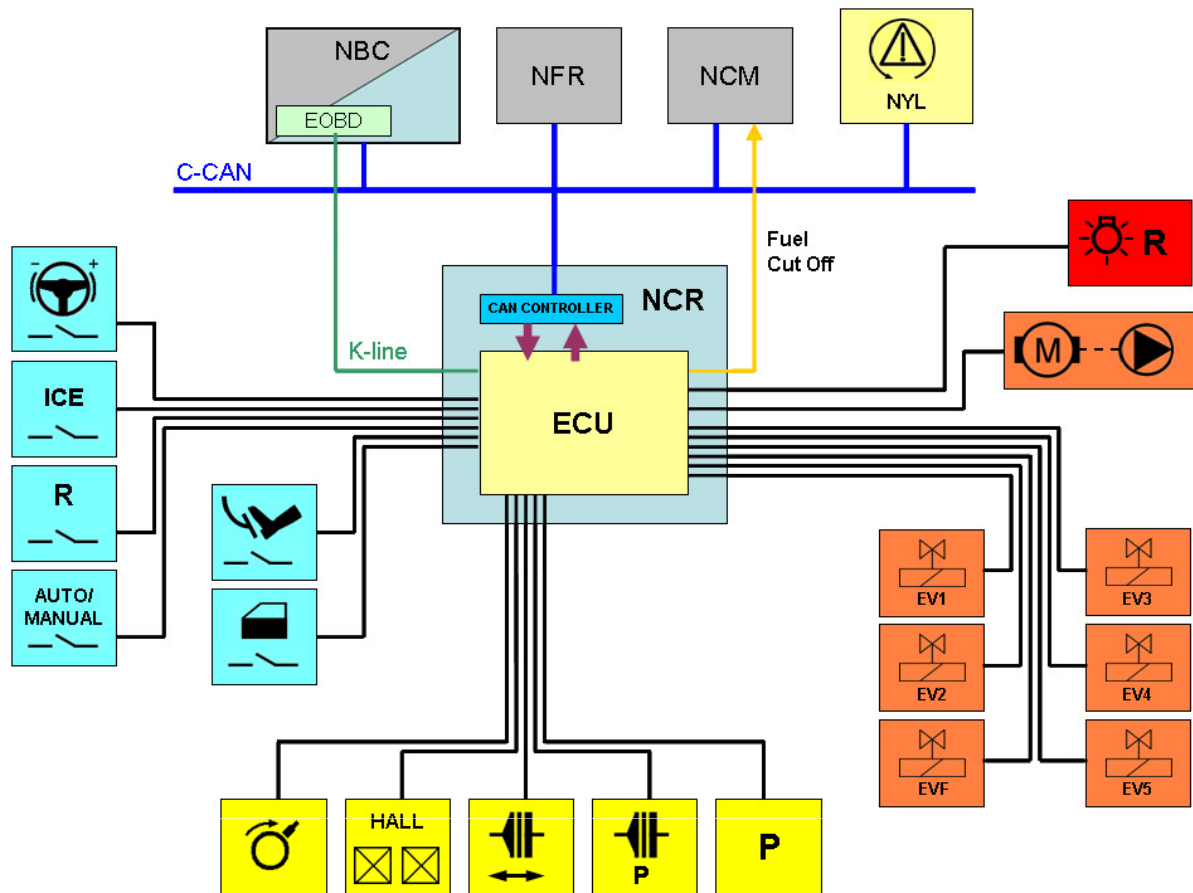 NBC
EOBD
NFR
NCM
NYL
C-CAN
Fuel
Cut Off
R
- +
CAN CONTROLLER
NCR
M
K-line
ICE
ECU
R
AUTO/
MANUAL
EV1
EV3
EV2
EV4
EVF
EV5
HALL
P
P